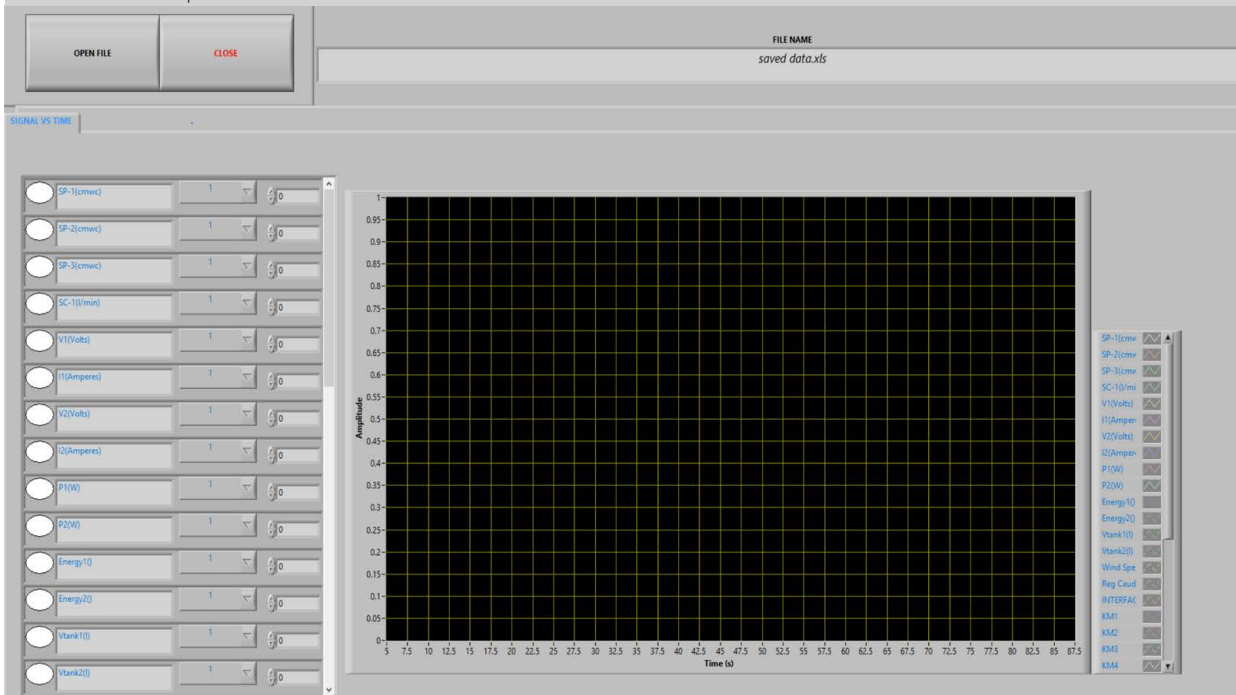 OPEN FILE
CLOSE
FILE NAME
saved data.xls
SIGNAL VS TIME
SP-1(cmwc) 1 0
SP-2(cmwc) 1 0
SP-3(cmwc) 1 0
SC-1(l/min) 1 0
V1(Volts) 1 0
I1(Amperes) 1 0
V2(Volts) 1 0
I2(Amperes) 1 0
P1(W) 1 0
P2(W) 1 0
Energy1() 1 0
Energy2() 1 0
Vtank1(l) 1 0
Vtank2(l) 1 0
Amplitude
1
0.95
0.9
0.85
0.8
0.75
0.7
0.65
0.6
0.55
0.5
0.45
0.4
0.35
0.3
0.25
0.2
0.15
0.1
0.05
0
5 7.5 10 12.5 15 17.5 20 22.5 25 27.5 30 32.5 35 37.5 40 42.5 45 47.5 50 52.5 55 57.5 60 62.5 65 67.5 70 72.5 75 77.5 80 82.5 85 87.5
Time (s)
SP-1(cmw
SP-2(cmw
SP-3(cmw
SC-1(l/mi
V1(Volts)
I1(Amper
V2(Volts)
I2(Amper
P1(W)
P2(W)
Energy1()
Energy2()
Vtank1(l)
Vtank2(l)
Wind Spe
Reg Caud
INTERFAC
KM1
KM2
KM3
KM4